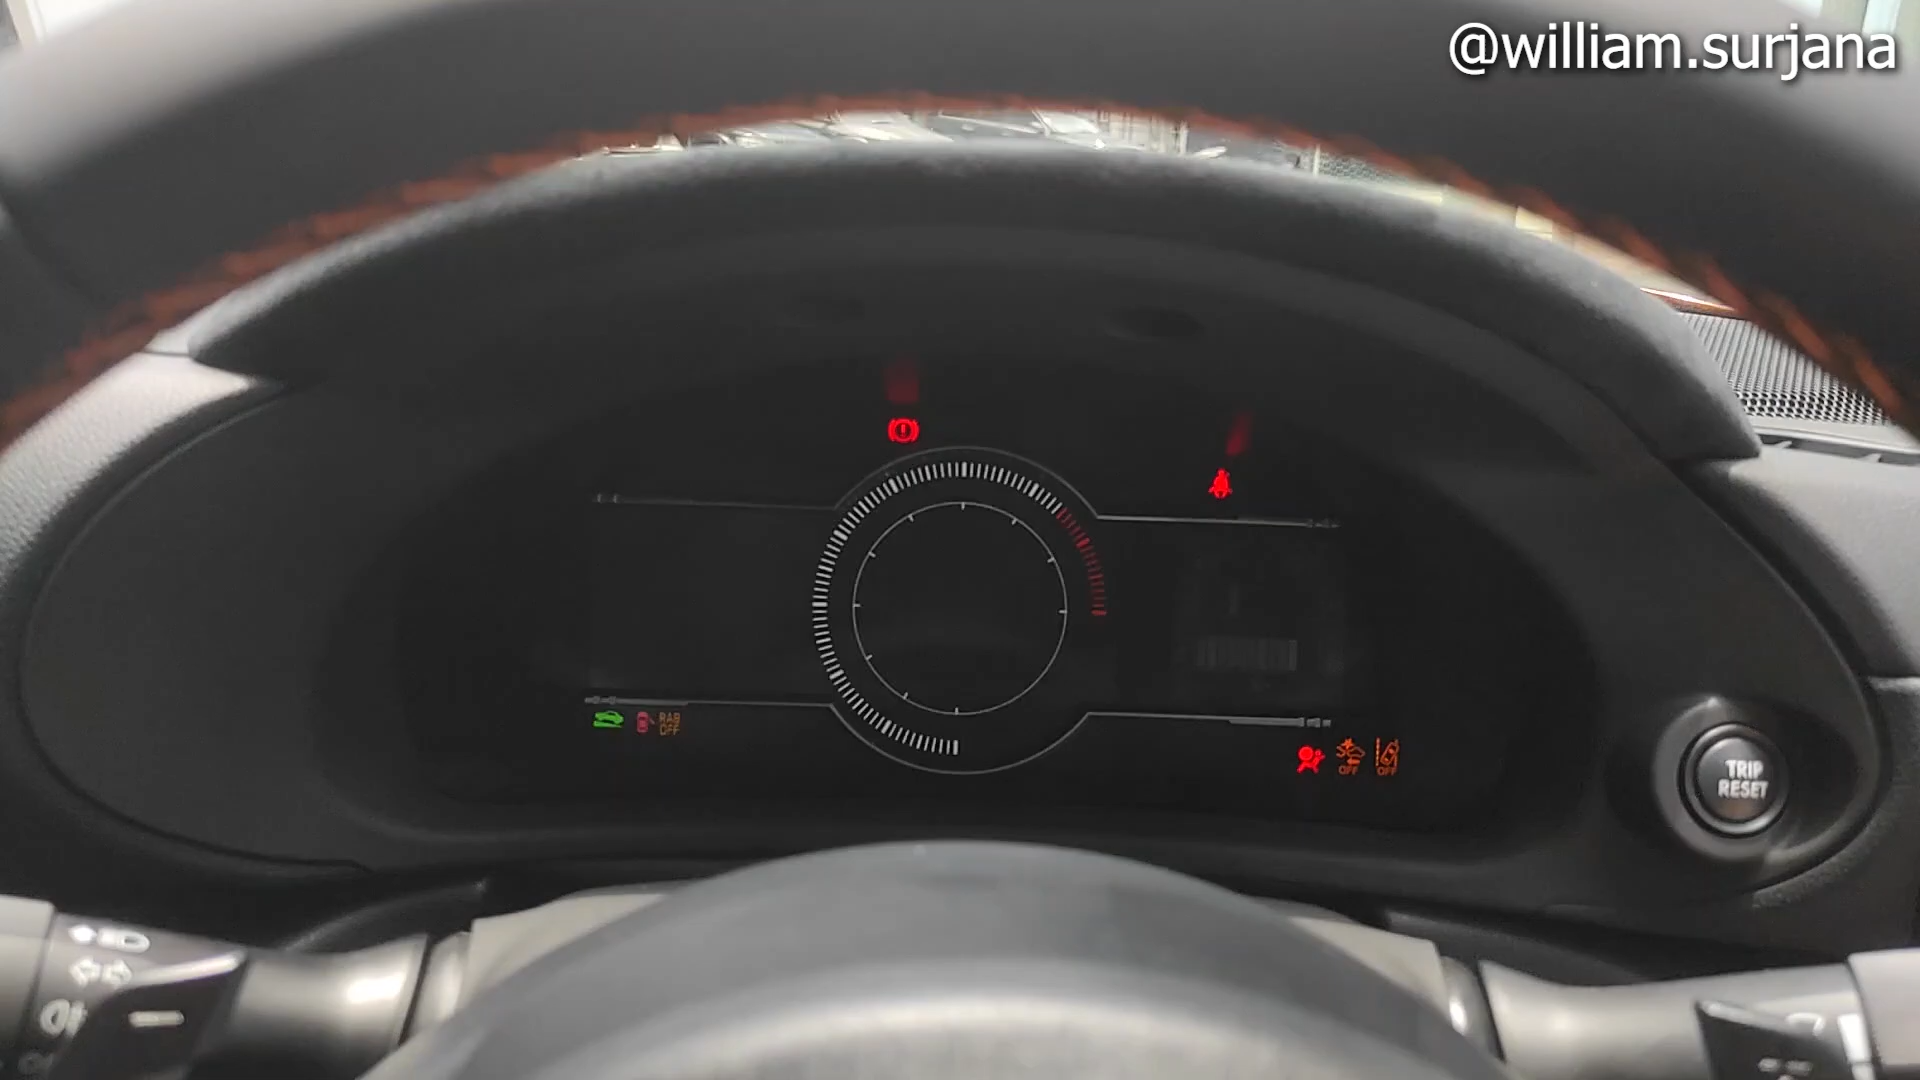 @william.surjana
RAB
OFF
OFF
OFF
TRIP
RESET